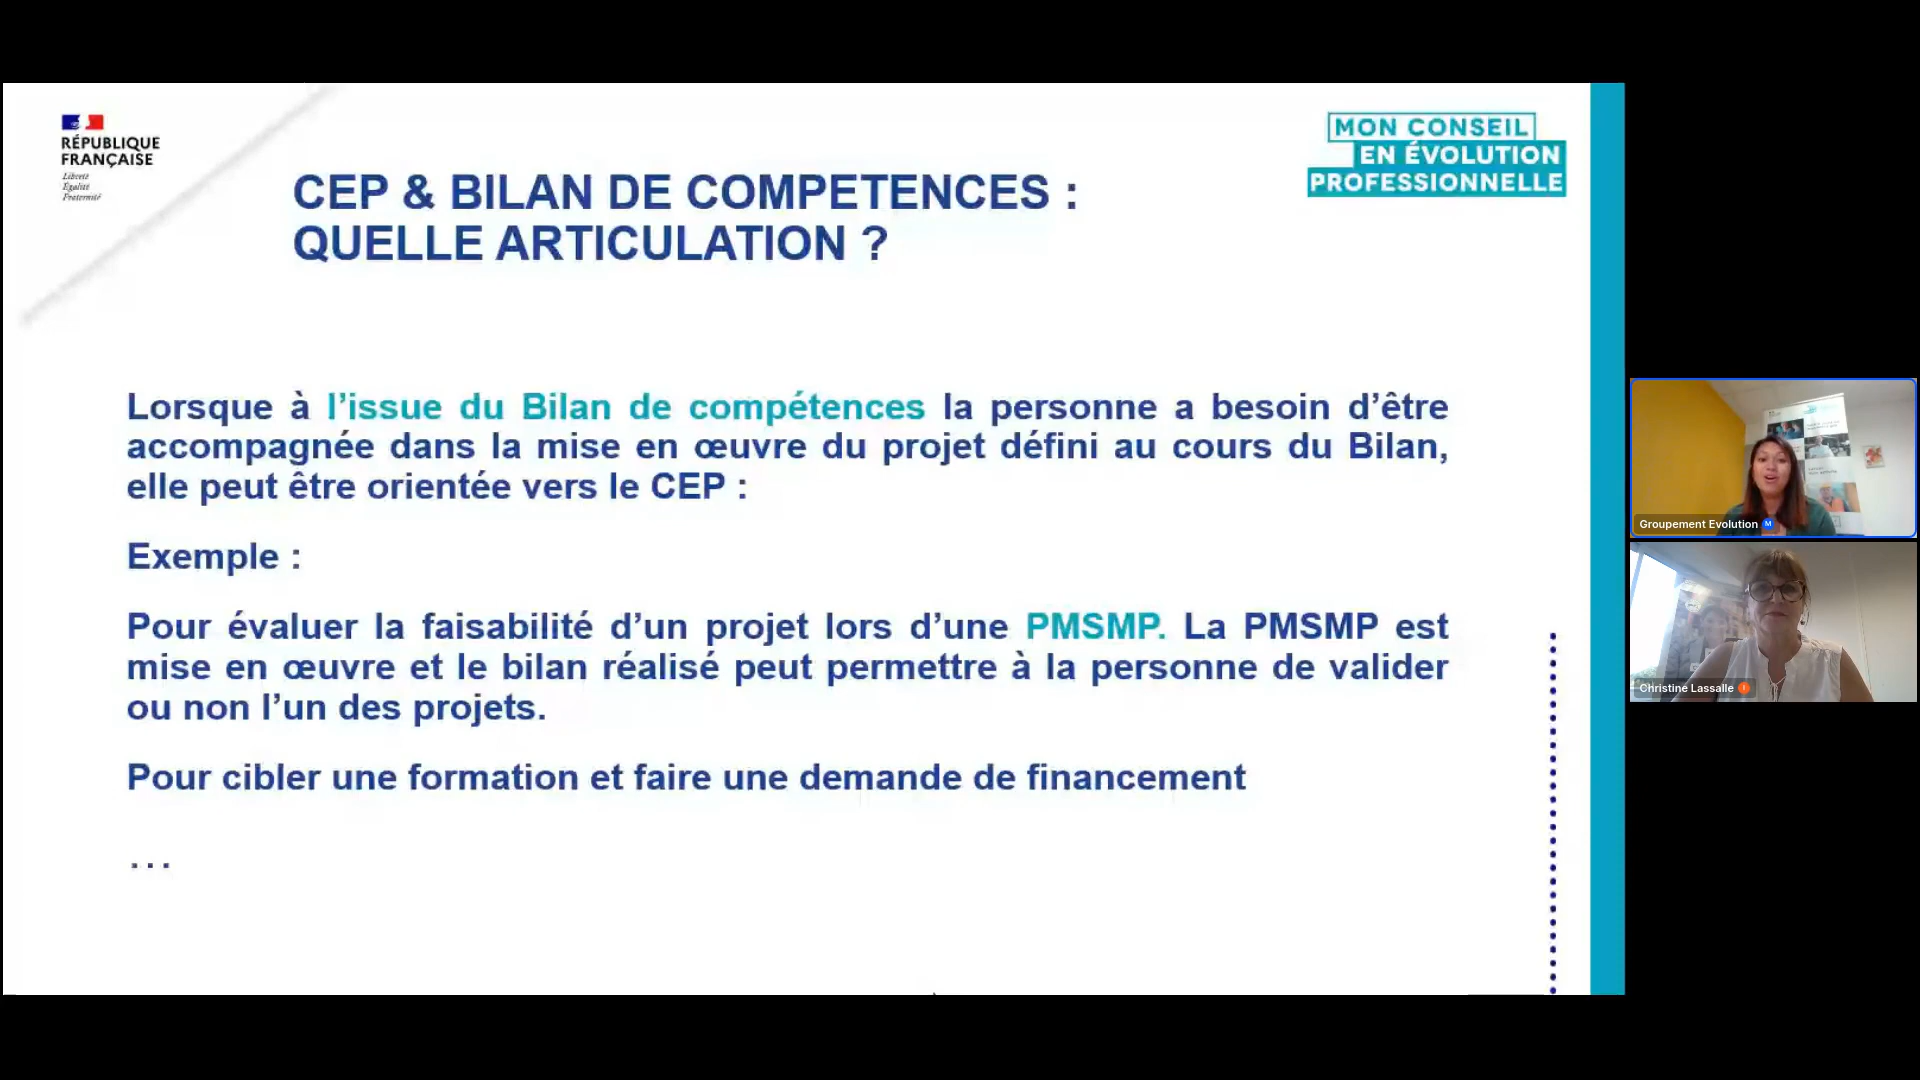 RÉPUBLIQUE
FRANÇAISE
Liberté
Égalité
Fraternité
MON CONSEIL
EN ÉVOLUTION
PROFESSIONNELLE
CEP & BILAN DE COMPETENCES :
QUELLE ARTICULATION ?
Lorsque à l’issue du Bilan de compétences la personne a besoin d’être
accompagnée dans la mise en œuvre du projet défini au cours du Bilan,
elle peut être orientée vers le CEP :
Exemple :
Pour évaluer la faisabilité d’un projet lors d’une PMSMP. La PMSMP est
mise en œuvre et le bilan réalisé peut permettre à la personne de valider
ou non l’un des projets.
Pour cibler une formation et faire une demande de financement
...
Groupement Evolution M
Christine Lassalle